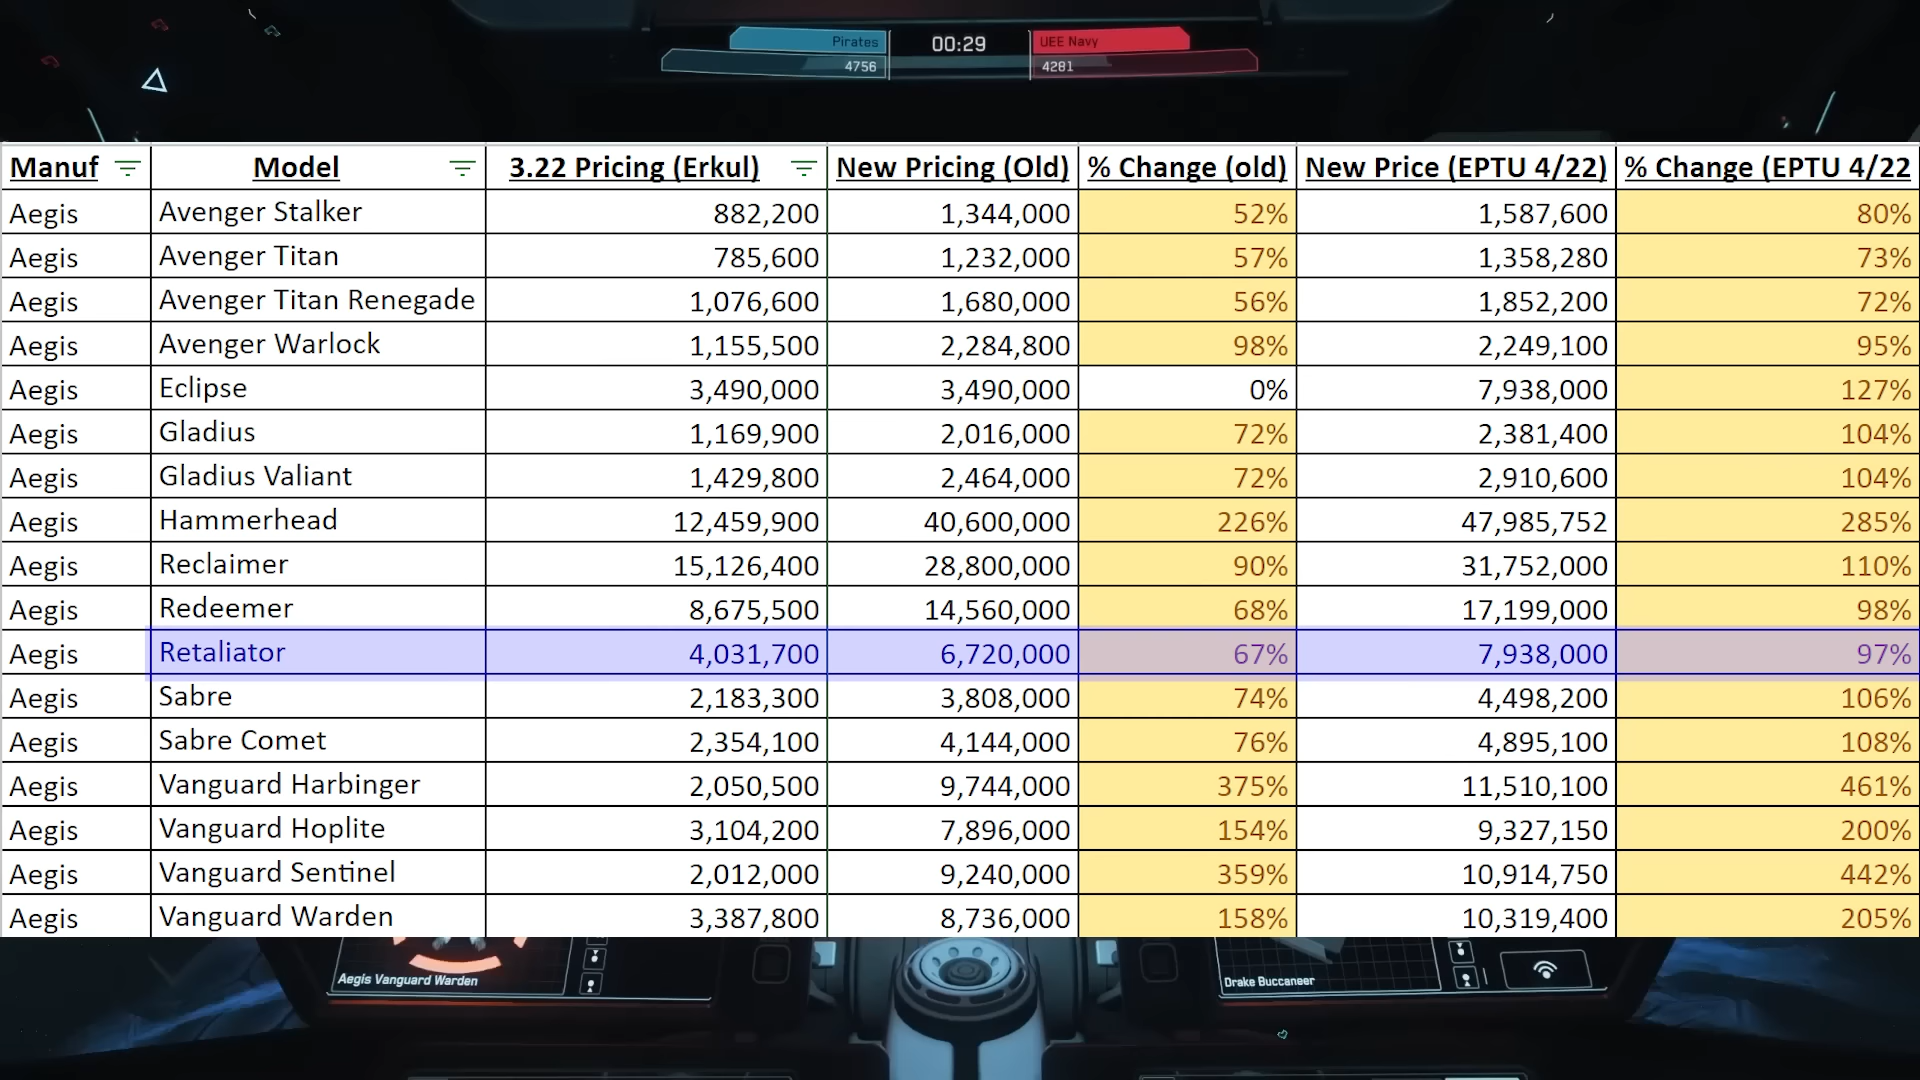 Pirates 00:29 UEE Navy
4756 4281
Manuf Model 3.22 Pricing (Erkul) New Pricing (Old) % Change (old) New Price (EPTU 4/22) % Change (EPTU 4/22
Aegis Avenger Stalker 882,200 1,344,000 52% 1,587,600 80%
Aegis Avenger Titan 785,600 1,232,000 57% 1,358,280 73%
Aegis Avenger Titan Renegade 1,076,600 1,680,000 56% 1,852,200 72%
Aegis Avenger Warlock 1,155,500 2,284,800 98% 2,249,100 95%
Aegis Eclipse 3,490,000 3,490,000 0% 7,938,000 127%
Aegis Gladius 1,169,900 2,016,000 72% 2,381,400 104%
Aegis Gladius Valiant 1,429,800 2,464,000 72% 2,910,600 104%
Aegis Hammerhead 12,459,900 40,600,000 226% 47,985,752 285%
Aegis Reclaimer 15,126,400 28,800,000 90% 31,752,000 110%
Aegis Redeemer 8,675,500 14,560,000 68% 17,199,000 98%
Aegis Retaliator 4,031,700 6,720,000 67% 7,938,000 97%
Aegis Sabre 2,183,300 3,808,000 74% 4,498,200 106%
Aegis Sabre Comet 2,354,100 4,144,000 76% 4,895,100 108%
Aegis Vanguard Harbinger 2,050,500 9,744,000 375% 11,510,100 461%
Aegis Vanguard Hoplite 3,104,200 7,896,000 154% 9,327,150 200%
Aegis Vanguard Sentinel 2,012,000 9,240,000 359% 10,914,750 442%
Aegis Vanguard Warden 3,387,800 8,736,000 158% 10,319,400 205%
Aegis Vanguard Warden Drake Buccaneer